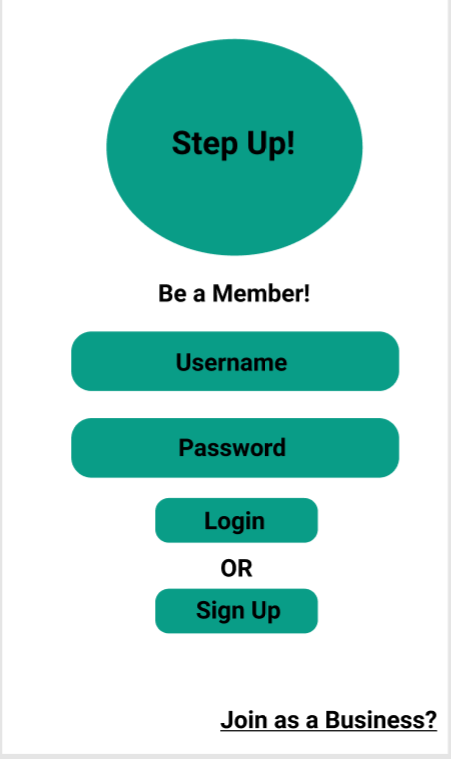 Step Up!
Be a Member!
Username
Password
Login
OR
Sign Up
Join as a Business?